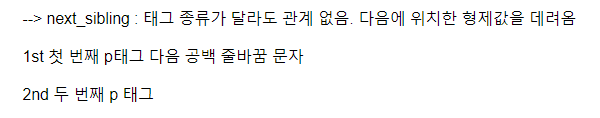 --> next_sibling : 태그 종류가 달라도 관계 없음. 다음에 위치한 형제값을 데려옴
1st 첫 번째 p태그 다음 공백 줄바꿈 문자
2nd 두 번째 p 태그